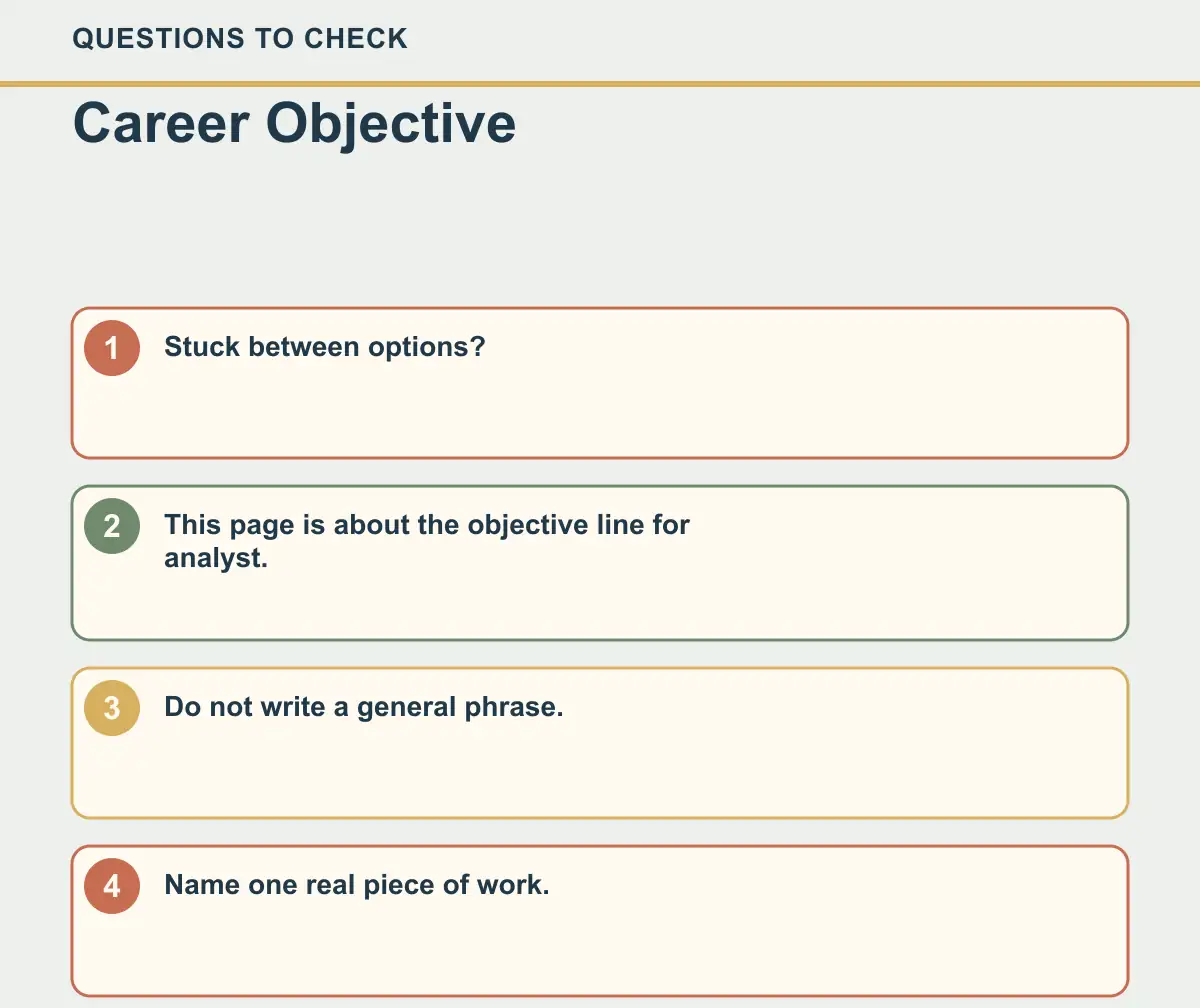 QUESTIONS TO CHECK
Career Objective
1
Stuck between options?
2
This page is about the objective line for
analyst.
3
Do not write a general phrase.
4
Name one real piece of work.